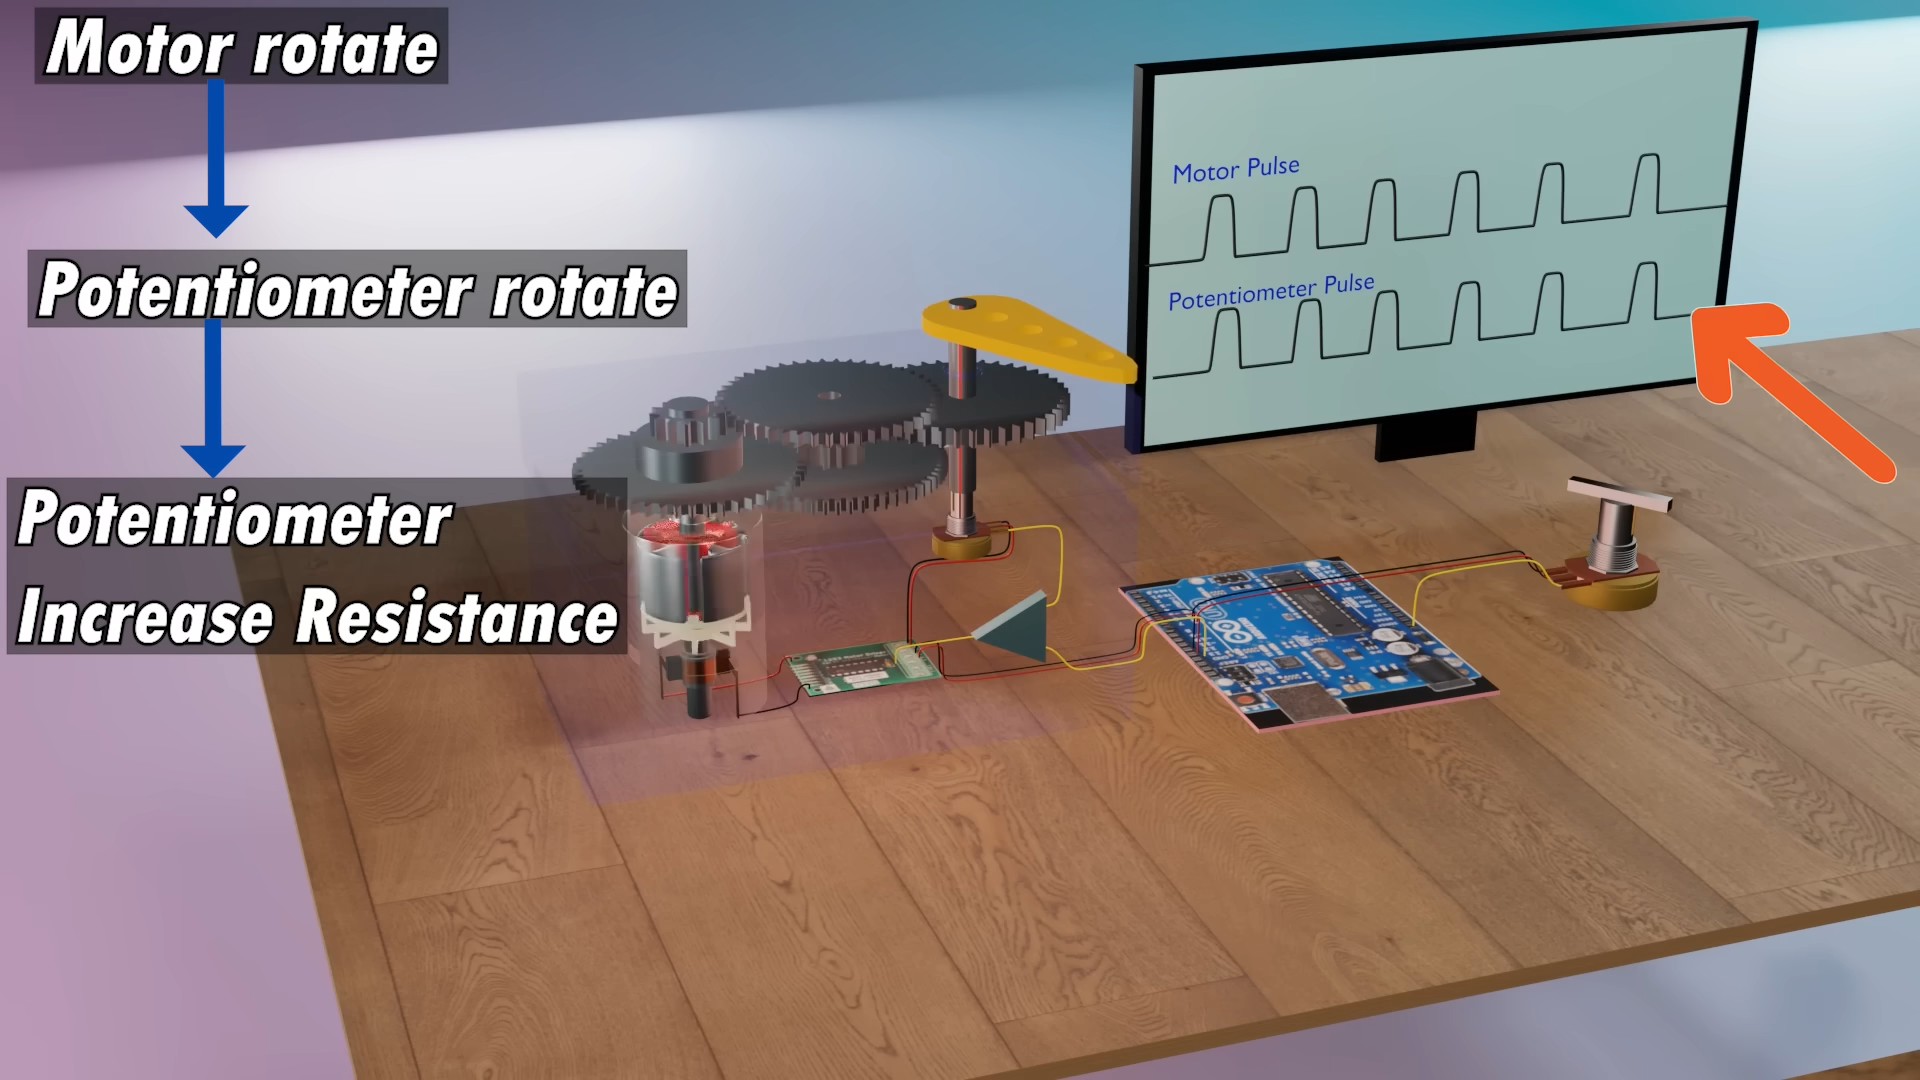 Motor rotate
Potentiometer rotate
Potentiometer
Increase Resistance
Motor Pulse
Potentiometer Pulse